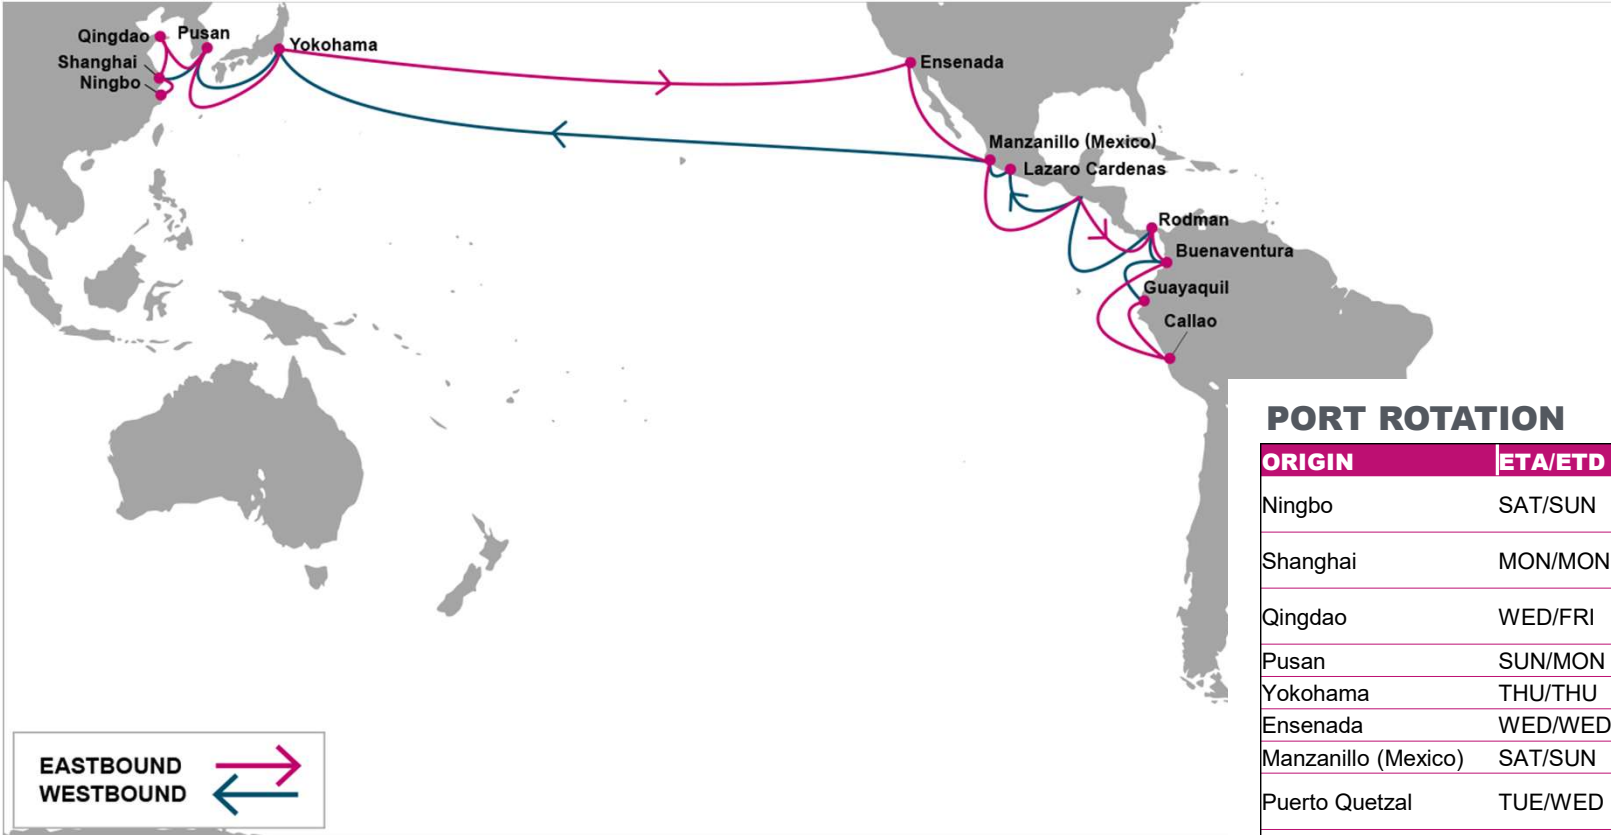 Qingdao
Pusan
Yokohama
Shanghai
Ningbo
Ensenada
Manzanillo (Mexico)
Lazaro Cardenas
Rodman
Buenaventura
Guayaquil
Callao
PORT ROTATION
ORIGIN ETA/ETD
Ningbo SAT/SUN
Shanghai MON/MON
Qingdao WED/FRI
Pusan SUN/MON
Yokohama THU/THU
Ensenada WED/WED
Manzanillo (Mexico) SAT/SUN
Puerto Quetzal TUE/WED
EASTBOUND
WESTBOUND